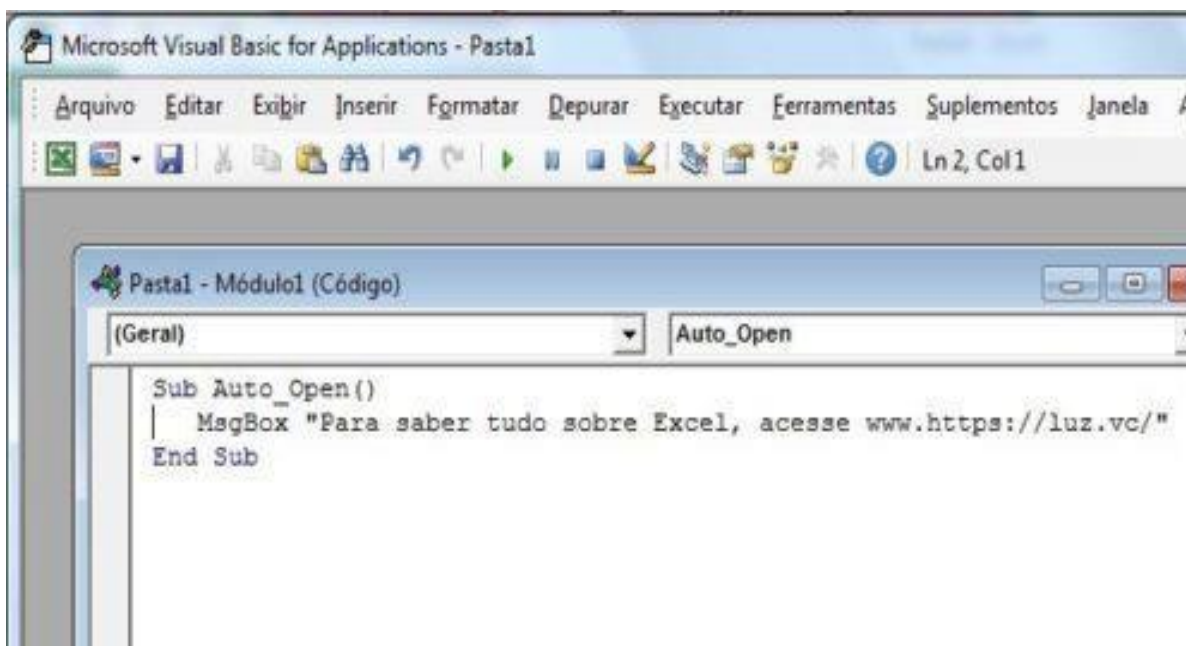 Microsoft Visual Basic for Applications - Pasta1
Arquivo Editar Exibir Inserir Formatar Depurar Executar Ferramentas Suplementos Janela
Ln 2, Col 1
Pasta1 - Módulo1 (Código)
(Geral) Auto_Open
Sub Auto_Open()
MsgBox "Para saber tudo sobre Excel, acesse www.https://luz.vc/"
End Sub